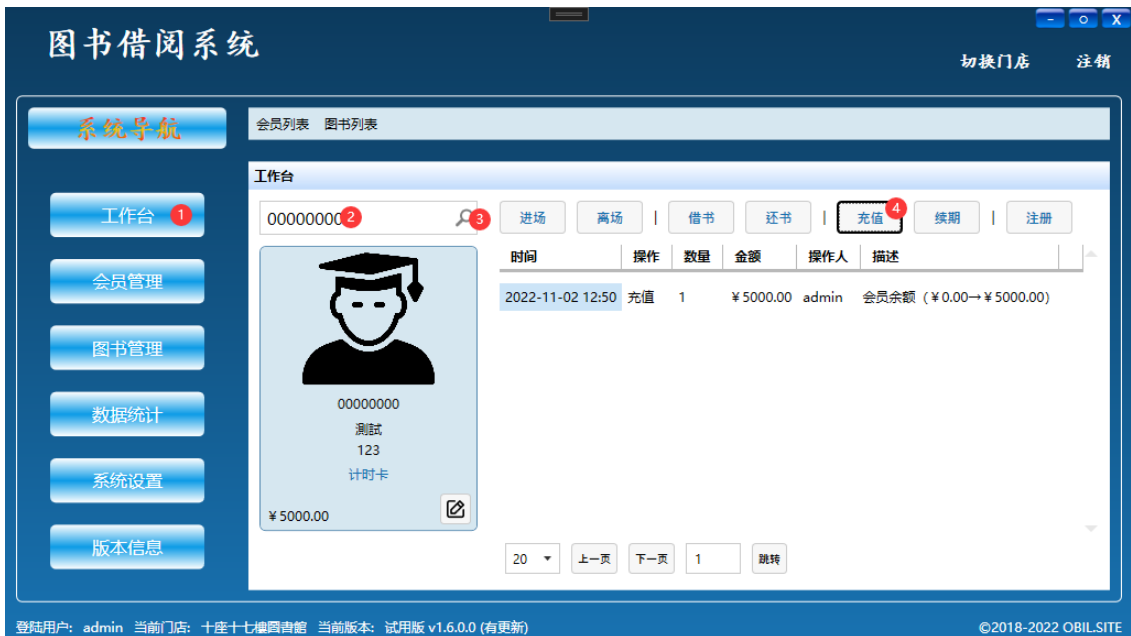 - o X
图书借阅系统
切换门店 注销
系统导航
会员列表 图书列表
工作台
工作台 1
00000000 2 3
进场 离场 | 借书 还书 | 充值 4 续期 | 注册
时间 操作 数量 金额 操作人 描述
2022-11-02 12:50 充值 1 ¥5000.00 admin 会员余额（¥0.00→¥5000.00）
会员管理
图书管理
数据统计
系统设置
版本信息
00000000
測試
123
计时卡
¥5000.00
20 上一页 下一页 1 跳转
登陆用户: admin 当前门店: 十座十七樓圕書館 当前版本: 试用版 v1.6.0.0 (有更新)
©2018-2022 OBIL.SITE